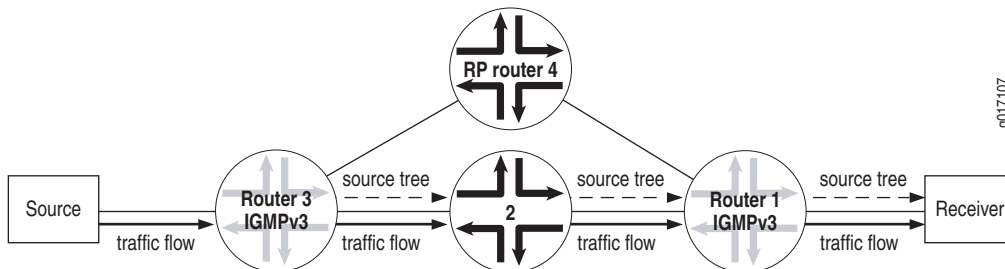 RP router 4
g017107
source tree
source tree
source tree
Router 3
IGMPv3
2
Router 1
IGMPv3
Source
Receiver
traffic flow
traffic flow
traffic flow
traffic flow